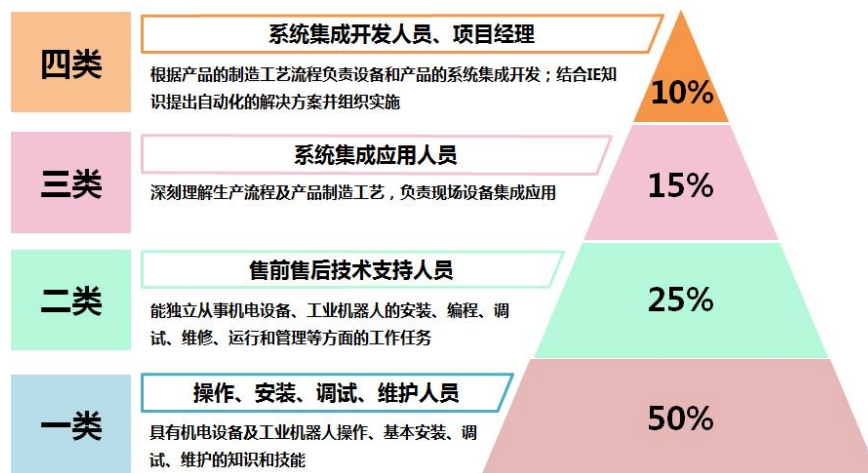 四类
系统集成开发人员、项目经理
根据产品的制造工艺流程负责设备和产品的系统集成开发；结合IE知
识提出自动化的解决方案并组织实施
10%
三类
系统集成应用人员
深刻理解生产流程及产品制造工艺，负责现场设备集成应用
15%
二类
售前售后技术支持人员
能独立从事机电设备、工业机器人的安装、编程、调
试、维修、运行和管理等方面的工作任务
25%
一类
操作、安装、调试、维护人员
具有机电设备及工业机器人操作、基本安装、调
试、维护的知识和技能
50%